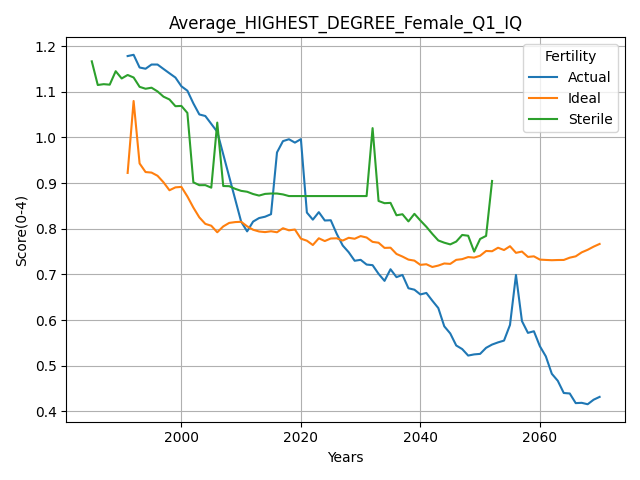 Average_HIGHEST_DEGREE_Female_Q1_IQ
Fertility
Actual
Ideal
Sterile
Score(0-4)
1.2
1.1
1.0
0.9
0.8
0.7
0.6
0.5
0.4
2000
2020
2040
2060
Years